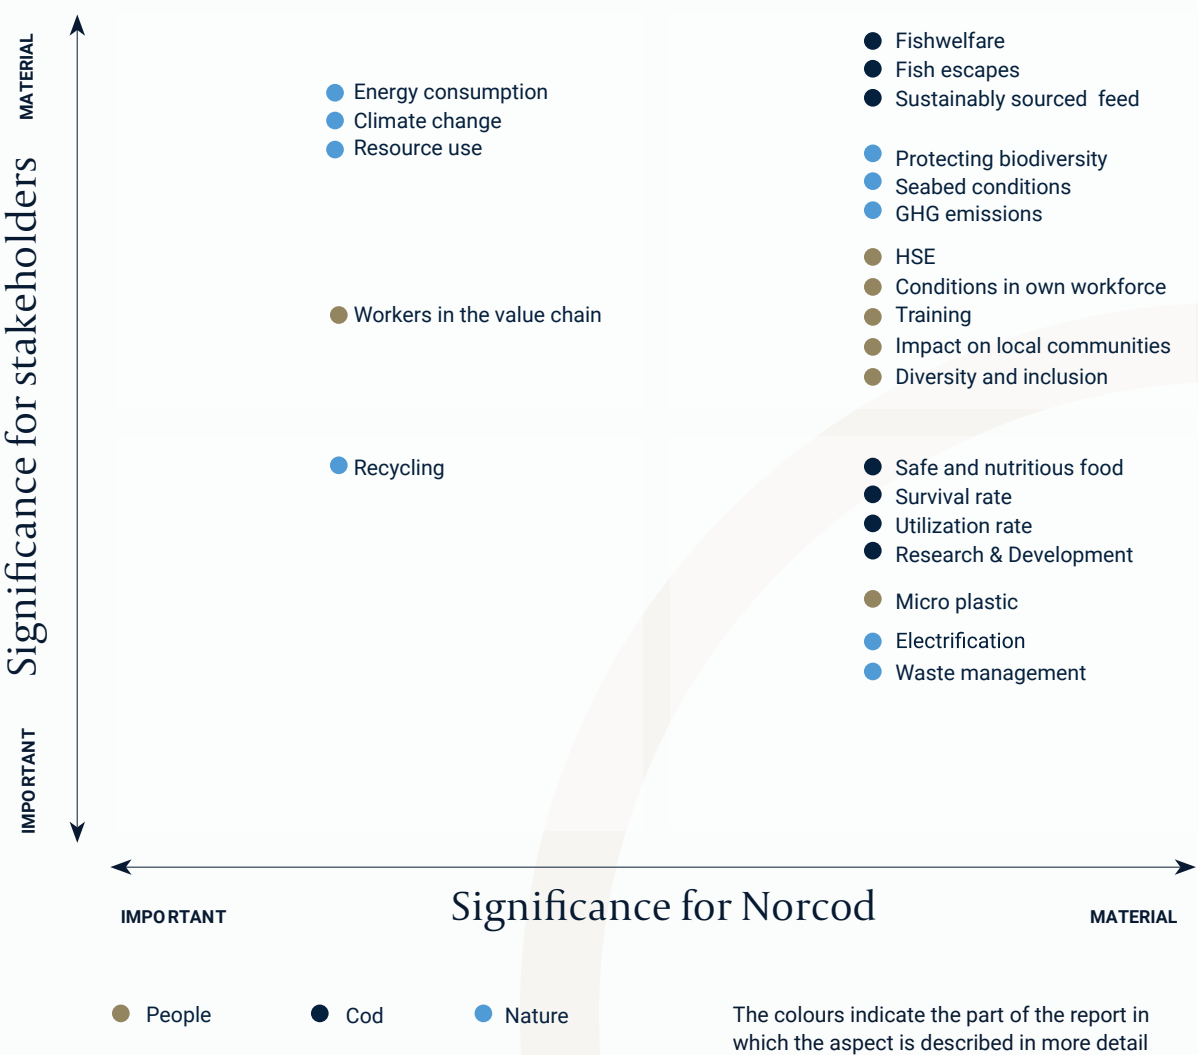 MATERIAL
Significance for stakeholders
IMPORTANT
Energy consumption
Climate change
Resource use
Workers in the value chain
Fishwelfare
Fish escapes
Sustainably sourced feed
Protecting biodiversity
Seabed conditions
GHG emissions
HSE
Conditions in own workforce
Training
Impact on local communities
Diversity and inclusion
Recycling
Safe and nutritious food
Survival rate
Utilization rate
Research & Development
Micro plastic
Electrification
Waste management
IMPORTANT
Significance for Norcod
MATERIAL
People
Cod
Nature
The colours indicate the part of the report in
which the aspect is described in more detail